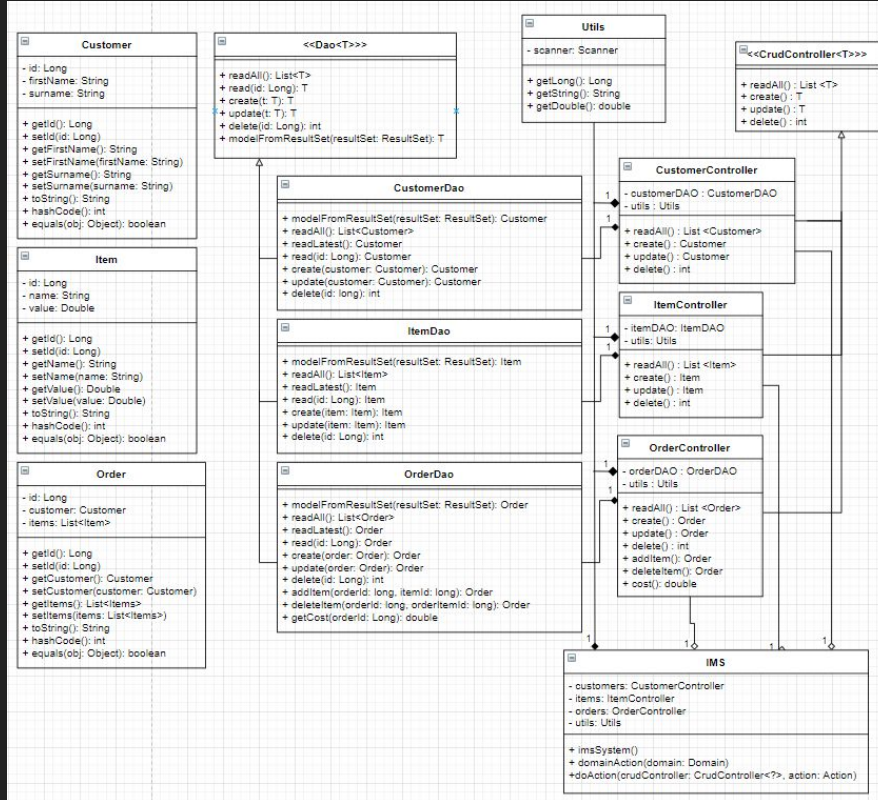 Customer
- id: Long
- firstName: String
- surname: String
+ getId(): Long
+ setId(id: Long)
+ getFirstName(): String
+ setFirstName(firstName: String)
+ getSurname(): String
+ setSurname(surname: String)
+ toString(): String
+ hashCode(): int
+ equals(obj: Object): boolean
Item
- id: Long
- name: String
- value: Double
+ getId(): Long
+ setId(id: Long)
+ getName(): String
+ setName(name: String)
+ getValue(): Double
+ setValue(value: Double)
+ toString(): String
+ hashCode(): int
+ equals(obj: Object): boolean
Order
- id: Long
- customer: Customer
- items: List<Item>
+ getId(): Long
+ setId(id: Long)
+ getCustomer(): Customer
+ setCustomer(customer: Customer)
+ getItems(): List<Items>
+ setItems(items: List<Items>)
+ toString(): String
+ hashCode(): int
+ equals(obj: Object): boolean
<<Dao<T>>>
+ readAll(): List<T>
+ read(id: Long): T
+ create(t: T): T
+ update(t: T): T
+ delete(id: Long): int
+ modelFromResultSet(resultSet: ResultSet): T
CustomerDao
+ modelFromResultSet(resultSet: ResultSet): Customer
+ readAll(): List<Customer>
+ readLatest(): Customer
+ read(id: Long): Customer
+ create(customer: Customer): Customer
+ update(customer: Customer): Customer
+ delete(id: long): int
ItemDao
+ modelFromResultSet(resultSet: ResultSet): Item
+ readAll(): List<Item>
+ readLatest(): Item
+ read(id: Long): Item
+ create(item: Item): Item
+ update(item: Item): Item
+ delete(id: Long): int
OrderDao
+ modelFromResultSet(resultSet: ResultSet): Order
+ readAll(): List<Order>
+ readLatest(): Order
+ read(id: Long): Order
+ create(order: Order): Order
+ update(order: Order): Order
+ delete(id: Long): int
+ addItem(orderId: long, itemId: long): Order
+ deleteItem(orderId: long, orderItemId: long): Order
+ getCost(orderId: Long): double
Utils
- scanner: Scanner
+ getLong(): Long
+ getString(): String
+ getDouble(): double
<<CrudController<T>>>
+ readAll() : List <T>
+ create() : T
+ update() : T
+ delete() : int
CustomerController
- customerDAO : CustomerDAO
- utils : Utils
+ readAll() : List <Customer>
+ create() : Customer
+ update() : Customer
+ delete() : int
1
1
ItemController
- itemDAO: ItemDAO
- utils: Utils
+ readAll() : List <Item>
+ create() : Item
+ update() : Item
+ delete() : int
1
1
OrderController
- orderDAO : OrderDAO
- utils : Utils
+ readAll() : List <Order>
+ create() : Order
+ update() : Order
+ delete() : int
+ addItem(): Order
+ deleteItem(): Order
+ cost(): double
1
1
1
1
1
1
IMS
- customers: CustomerController
- items: ItemController
- orders: OrderController
- utils: Utils
+ imsSystem()
+ domainAction(domain: Domain)
+doAction(crudController: CrudController<?>, action: Action)